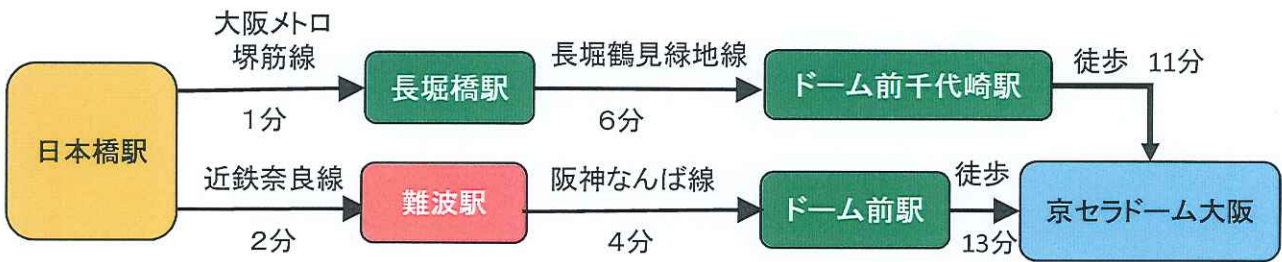 大阪メトロ
堺筋線
長堀鶴見緑地線
徒歩 11分
長堀橋駅
ドーム前千代崎駅
1分
6分
日本橋駅
近鉄奈良線
阪神なんば線
徒歩
難波駅
ドーム前駅
京セラドーム大阪
2分
4分
13分